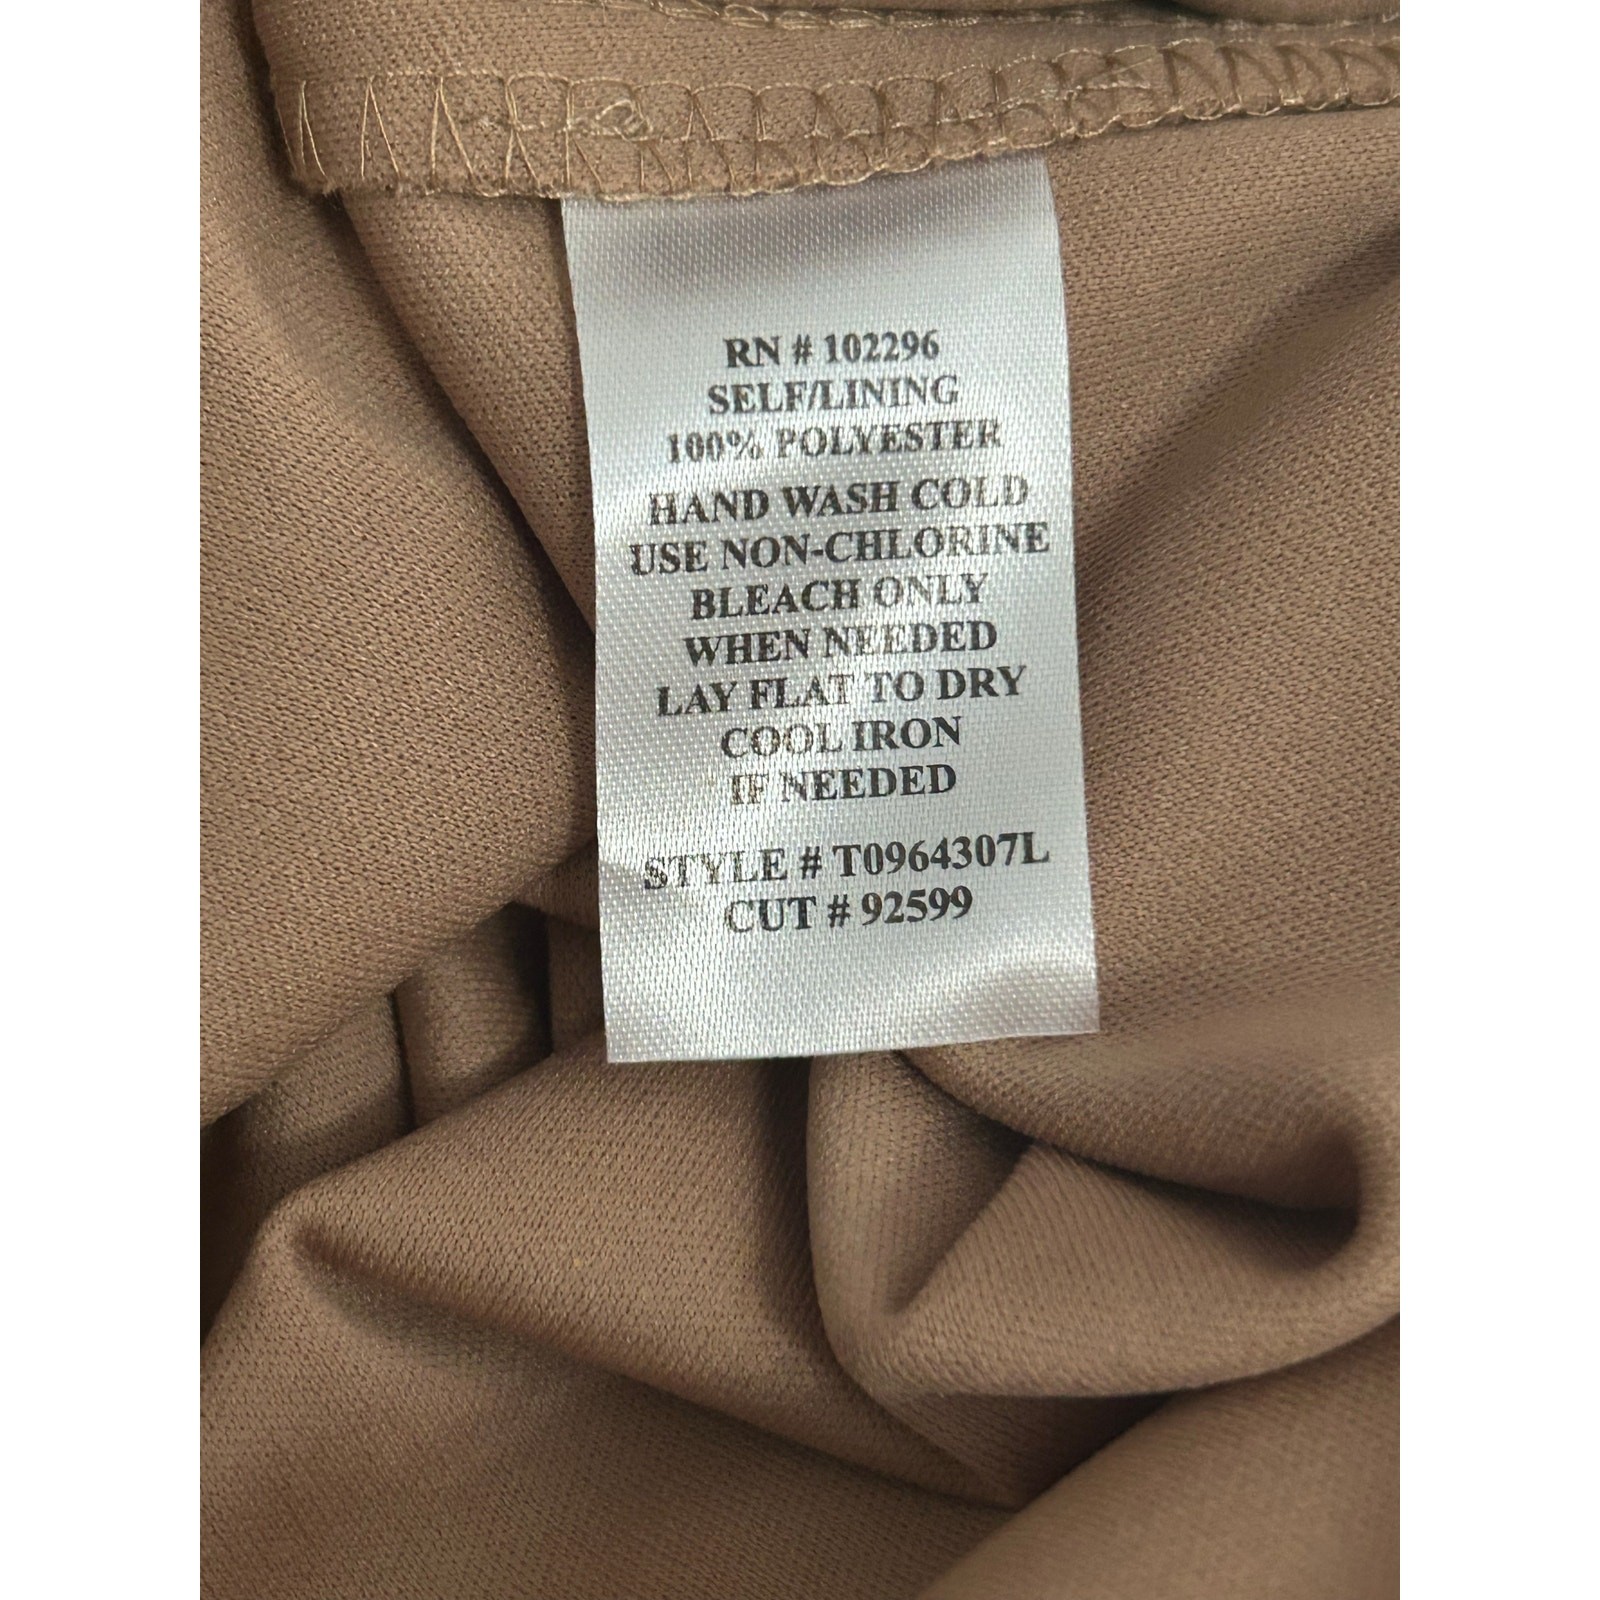 RN # 102296
SELF/LINING
100% POLYESTER
HAND WASH COLD
USE NON-CHLORINE
BLEACH ONLY
WHEN NEEDED
LAY FLAT TO DRY
COOL IRON
IF NEEDED
STYLE # T0964307L
CUT # 92599